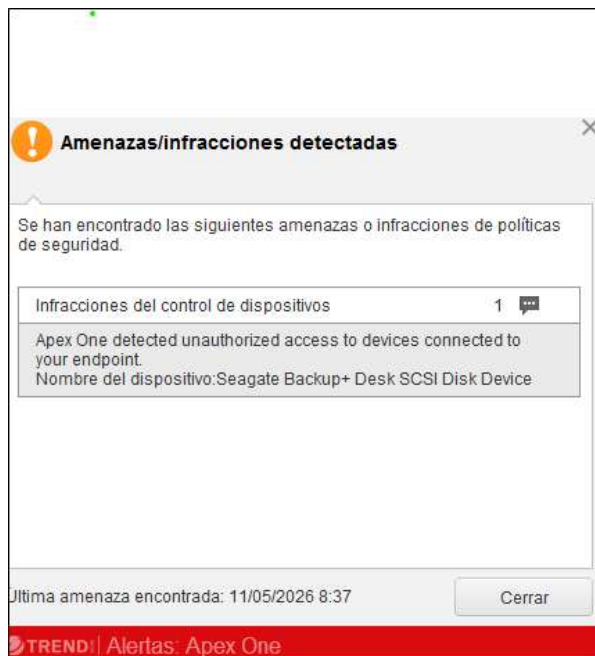 Amenazas/infracciones detectadas
Se han encontrado las siguientes amenazas o infracciones de políticas
de seguridad.
Infracciones del control de dispositivos 1
Apex One detected unauthorized access to devices connected to
your endpoint.
Nombre del dispositivo:Seagate Backup+ Desk SCSI Disk Device
Última amenaza encontrada: 11/05/2026 8:37
Cerrar
TREND | Alertas: Apex One